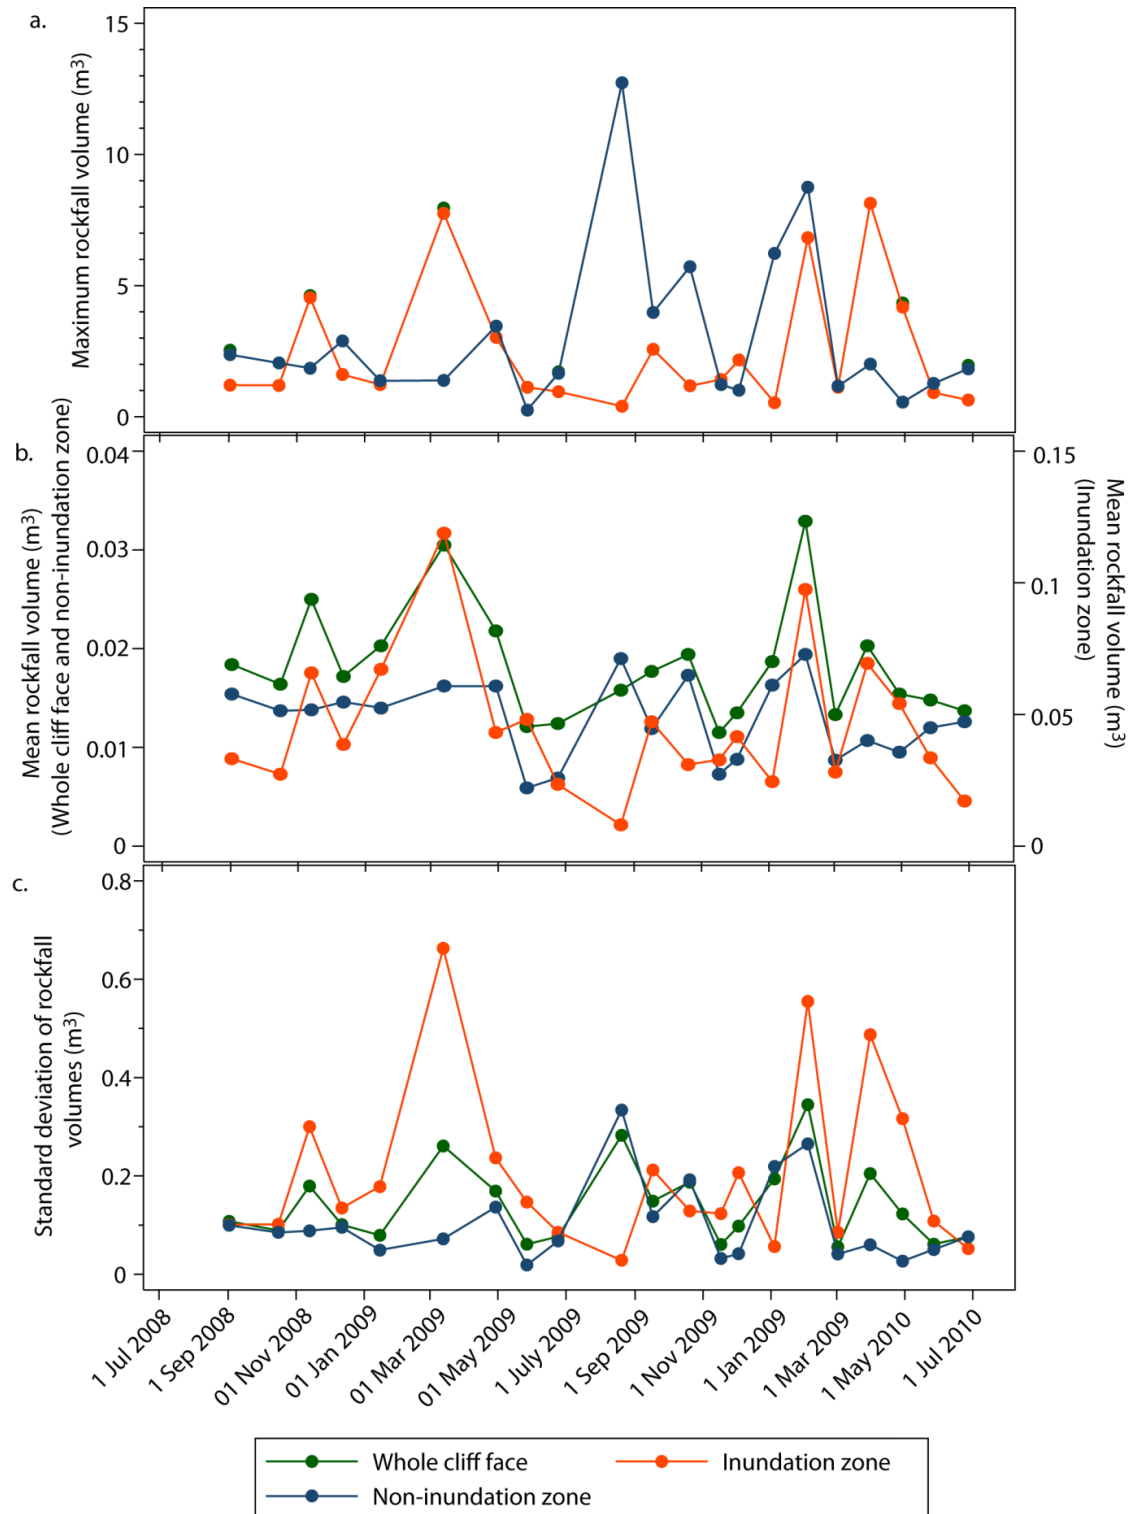 a.
Maximum rockfall volume (m³)
15
10
5
0
b.
Mean rockfall volume (m³)
(Whole cliff face and non-inundation zone)
0.04
0.03
0.02
0.01
0
0.15
0.1
0.05
0
Mean rockfall volume (m³)
(Inundation zone)
c.
Standard deviation of rockfall
volumes (m³)
0.8
0.6
0.4
0.2
0
1 Jul 2008
1 Sep 2008
01 Nov 2008
01 Jan 2009
01 Mar 2009
01 May 2009
1 July 2009
1 Sep 2009
1 Nov 2009
1 Jan 2009
1 Mar 2009
1 May 2010
1 Jul 2010
Whole cliff face
Inundation zone
Non-inundation zone